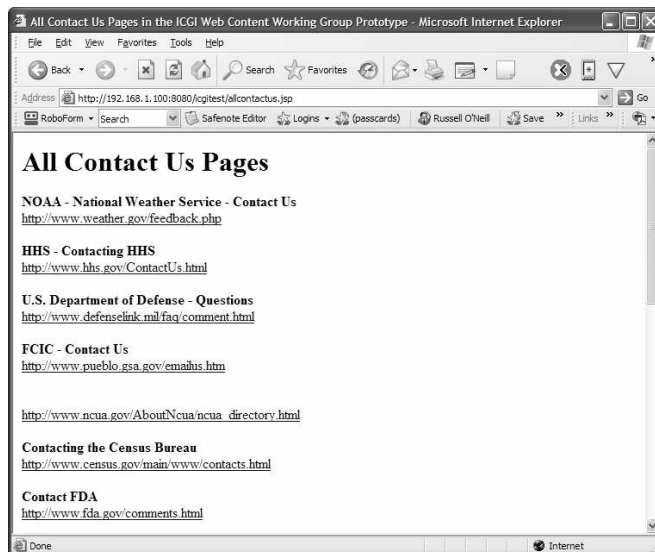 All Contact Us Pages in the ICGI Web Content Working Group Prototype - Microsoft Internet Explorer
File Edit View Favorites Tools Help
Back Search Favorites
Address http://192.168.1.100:8080/icgitest/allcontactus.jsp Go
RoboForm Search Safenote Editor Logins (passcards) Russell O'Neill Save » Links »
All Contact Us Pages
NOAA - National Weather Service - Contact Us
http://www.weather.gov/feedback.php
HHS - Contacting HHS
http://www.hhs.gov/ContactUs.html
U.S. Department of Defense - Questions
http://www.defenselink.mil/faq/comment.html
FCIC - Contact Us
http://www.pueblo.gsa.gov/emailus.htm
http://www.ncua.gov/AboutNcua/ncua_directory.html
Contacting the Census Bureau
http://www.census.gov/main/www/contacts.html
Contact FDA
http://www.fda.gov/comments.html
Done Internet